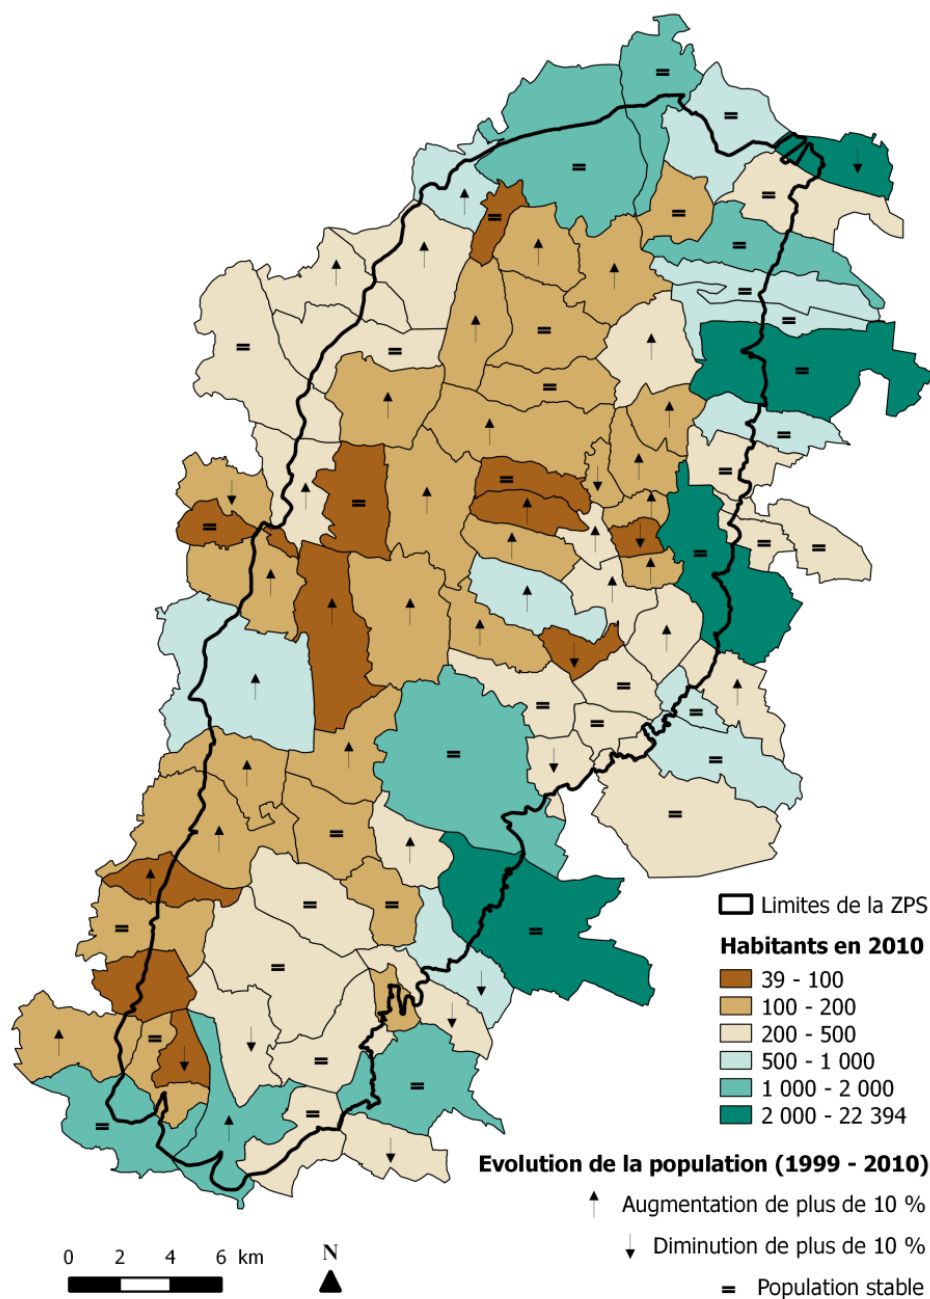 Limites de la ZPS
Habitants en 2010
39 - 100
100 - 200
200 - 500
500 - 1 000
1 000 - 2 000
2 000 - 22 394
Evolution de la population (1999 - 2010)
Augmentation de plus de 10 %
Diminution de plus de 10 %
= Population stable
0 2 4 6 km
N